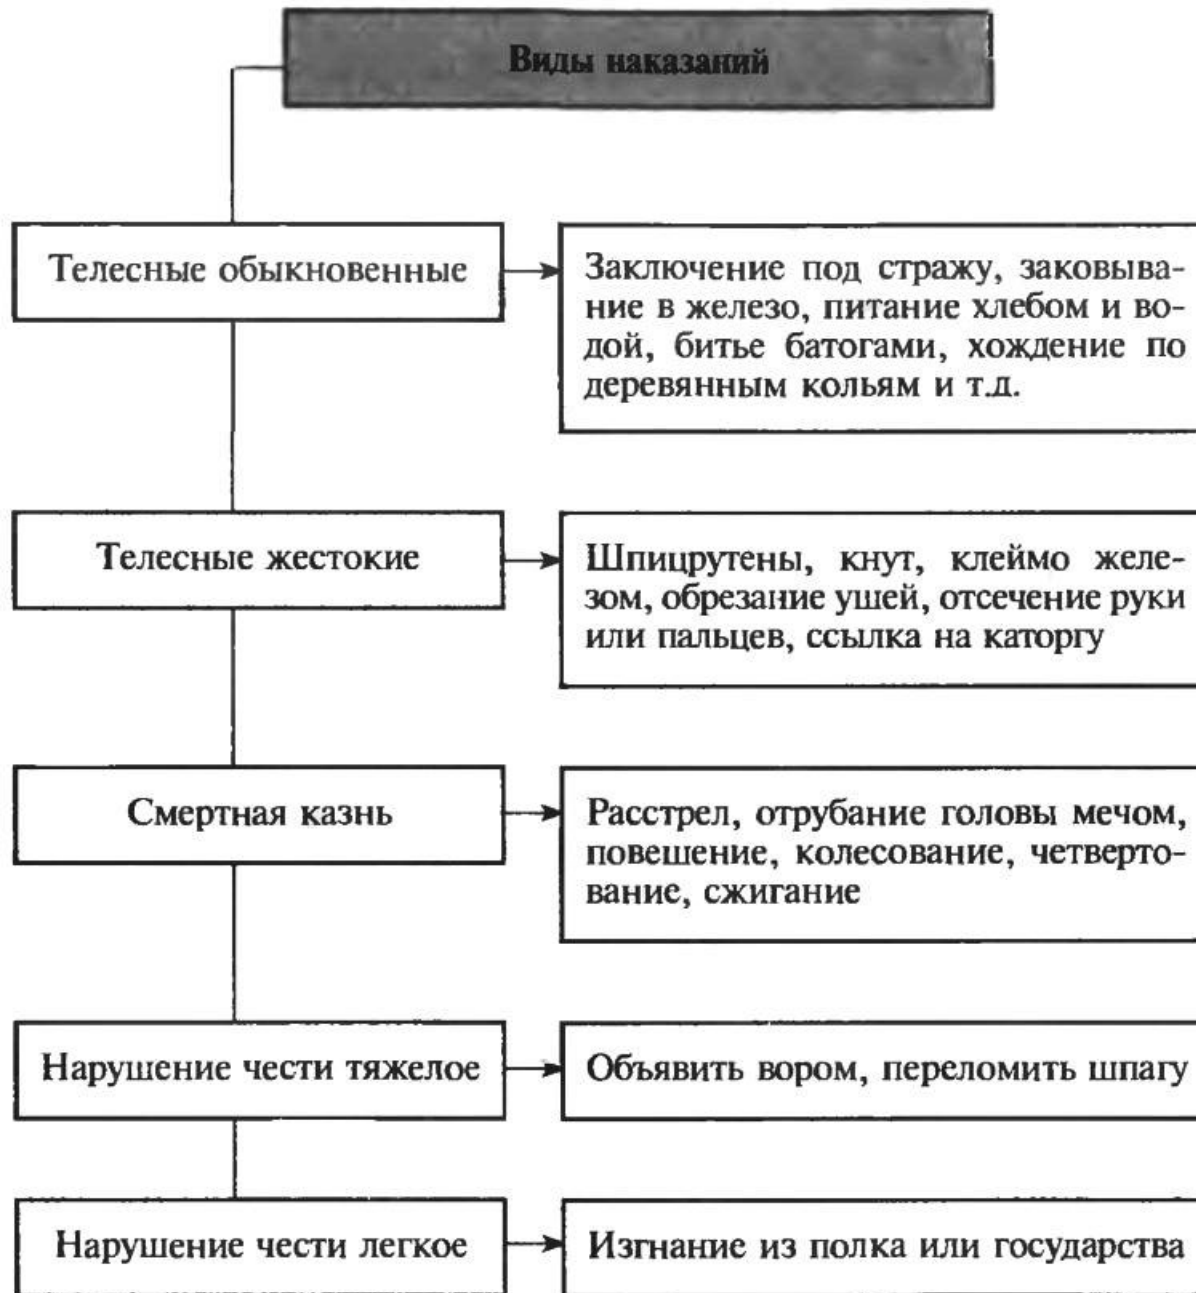 Виды наказаний
Телесные обыкновенные
Заключение под стражу, заковыва-
ние в железо, питание хлебом и во-
дой, битье батогами, хождение по
деревянным кольям и т.д.
Телесные жестокие
Шпицрутены, кнут, клеймо желе-
зом, обрезание ушей, отсечение руки
или пальцев, ссылка на каторгу
Смертная казнь
Расстрел, отрубание головы мечом,
повешение, колесование, четверто-
вание, сжигание
Нарушение чести тяжелое
Объявить вором, переломить шпагу
Нарушение чести легкое
Изгнание из полка или государства